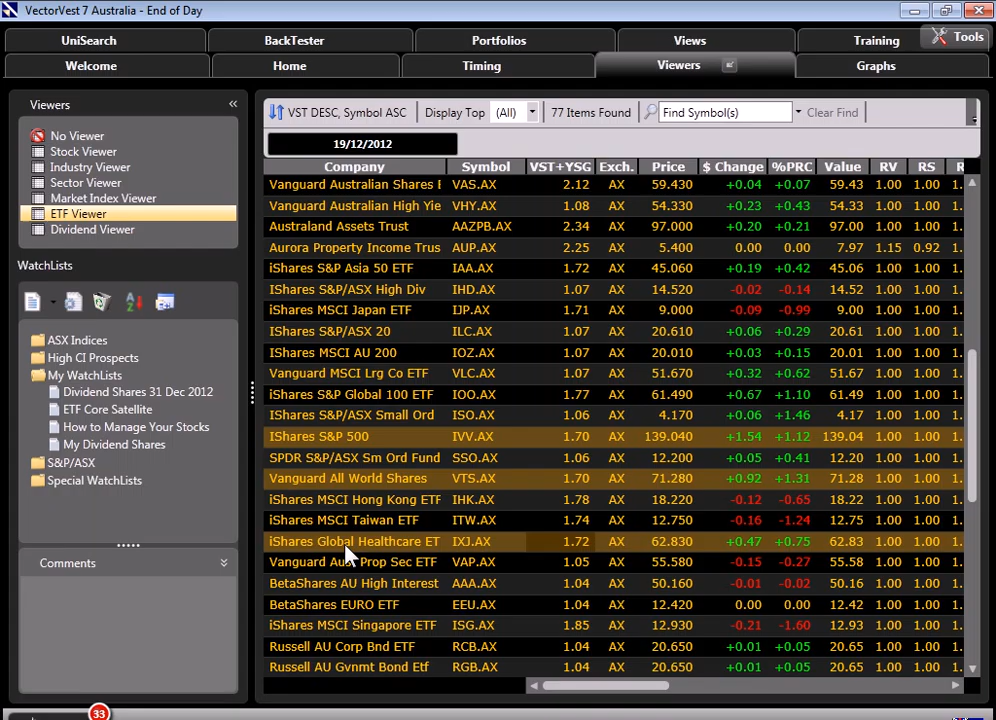 VectorVest 7 Australia - End of Day
UniSearch BackTester Portfolios Views Training Tools
Welcome Home Timing Viewers Graphs
Viewers
No Viewer
Stock Viewer
Industry Viewer
Sector Viewer
Market Index Viewer
ETF Viewer
Dividend Viewer
WatchLists
ASX Indices
High CI Prospects
My WatchLists
Dividend Shares 31 Dec 2012
ETF Core Satellite
How to Manage Your Stocks
My Dividend Shares
S&P/ASX
Special WatchLists
Comments
33
VST DESC, Symbol ASC Display Top (All) 77 Items Found Find Symbol(s) Clear Find
19/12/2012
Company Symbol VST+YSG Exch. Price $ Change %PRC Value RV RS R
Vanguard Australian Shares E VAS.AX 2.12 AX 59.430 +0.04 +0.07 59.43 1.00 1.00 1.
Vanguard Australian High Yie VHY.AX 1.08 AX 54.330 +0.23 +0.43 54.33 1.00 1.00 1.
Australand Assets Trust AAZPB.AX 2.34 AX 97.000 +0.20 +0.21 97.00 1.00 1.00 1.
Aurora Property Income Trus AUP.AX 2.25 AX 5.400 0.00 0.00 7.97 1.15 0.92 1.
iShares S&P Asia 50 ETF IAA.AX 1.72 AX 45.060 +0.19 +0.42 45.06 1.00 1.00 1.
IShares S&P/ASX High Div IHD.AX 1.07 AX 14.520 -0.02 -0.14 14.52 1.00 1.00 1.
iShares MSCI Japan ETF IJP.AX 1.71 AX 9.000 -0.09 -0.99 9.00 1.00 1.00 1.
IShares S&P/ASX 20 ILC.AX 1.07 AX 20.610 +0.06 +0.29 20.61 1.00 1.00 1.
IShares MSCI AU 200 IOZ.AX 1.07 AX 20.010 +0.03 +0.15 20.01 1.00 1.00 1.
Vanguard MSCI Lrg Co ETF VLC.AX 1.07 AX 51.670 +0.32 +0.62 51.67 1.00 1.00 1.
iShares S&P Global 100 ETF IOO.AX 1.77 AX 61.490 +0.67 +1.10 61.49 1.00 1.00 1.
iShares S&P/ASX Small Ord ISO.AX 1.06 AX 4.170 +0.06 +1.46 4.17 1.00 1.00 1.
IShares S&P 500 IVV.AX 1.70 AX 139.040 +1.54 +1.12 139.04 1.00 1.00 1.
SPDR S&P/ASX Sm Ord Fund SSO.AX 1.06 AX 12.200 +0.05 +0.41 12.20 1.00 1.00 1.
Vanguard All World Shares VTS.AX 1.70 AX 71.280 +0.92 +1.31 71.28 1.00 1.00 1.
iShares MSCI Hong Kong ETF IHK.AX 1.78 AX 18.220 -0.12 -0.65 18.22 1.00 1.00 1.
iShares MSCI Taiwan ETF ITW.AX 1.74 AX 12.750 -0.16 -1.24 12.75 1.00 1.00 1.
iShares Global Healthcare ET IXJ.AX 1.72 AX 62.830 +0.47 +0.75 62.83 1.00 1.00 1.
Vanguard Prop Sec ETF VAP.AX 1.05 AX 55.580 -0.15 -0.27 55.58 1.00 1.00 1.
BetaShares AU High Interest AAA.AX 1.04 AX 50.160 -0.01 -0.02 50.16 1.00 1.00 1.
BetaShares EURO ETF EEU.AX 1.04 AX 12.420 0.00 0.00 12.42 1.00 1.00 1.
iShares MSCI Singapore ETF ISG.AX 1.85 AX 12.930 -0.21 -1.60 12.93 1.00 1.00 1.
Russell AU Corp Bnd ETF RCB.AX 1.04 AX 20.650 +0.01 +0.05 20.65 1.00 1.00 1.
Russell AU Gvnmt Bond Etf RGB.AX 1.04 AX 20.650 +0.01 +0.05 20.65 1.00 1.00 1.